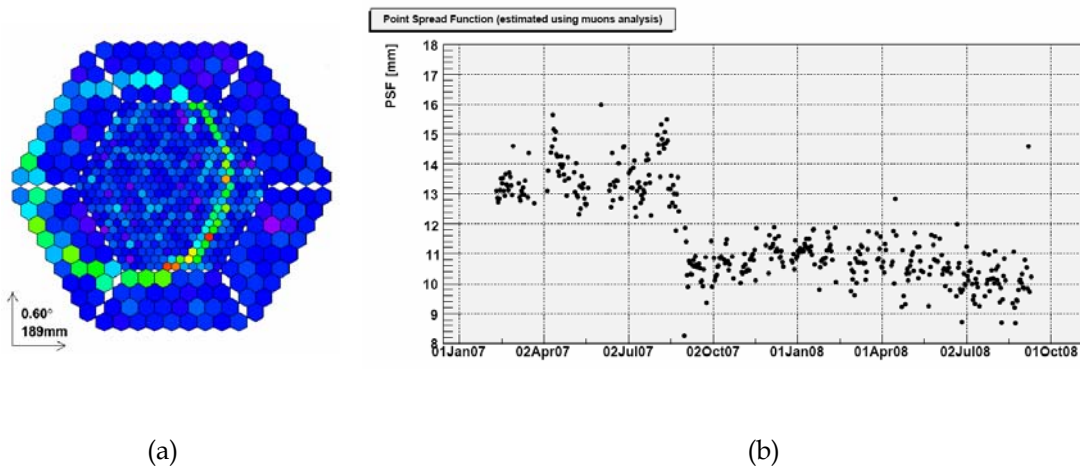 0.60°
189mm
Point Spread Function (estimated using muons analysis)
PSF [mm]
18
17
16
15
14
13
12
11
10
9
8
01Jan07 02Apr07 02Jul07 02Oct07 01Jan08 01Apr08 02Jul08 01Oct08
(a) (b)